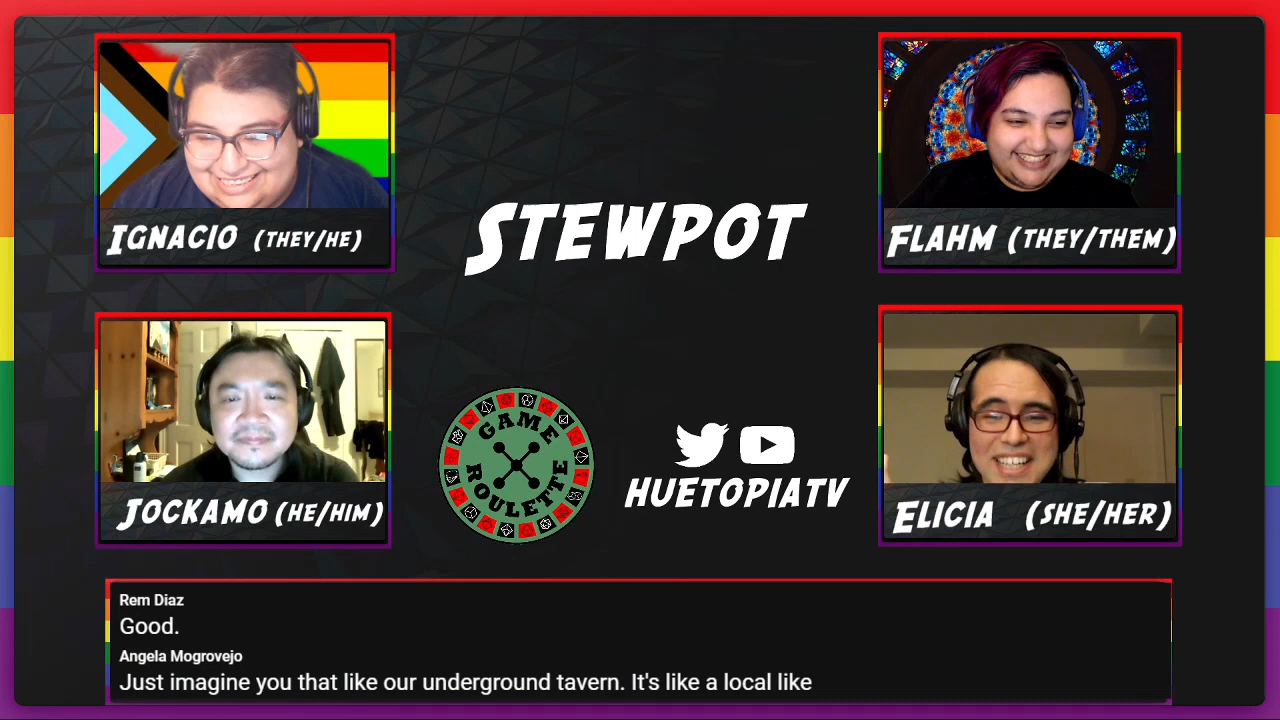 IGNACIO (THEY/HE)
FLAHM (THEY/THEM)
STEWPOT
JOCKAMO (HE/HIM)
GAME
ROULETTE
HUETOPIATV
ELICIA (SHE/HER)
Rem Diaz
Good.
Angela Mogrovejo
Just imagine you that like our underground tavern. It's like a local like